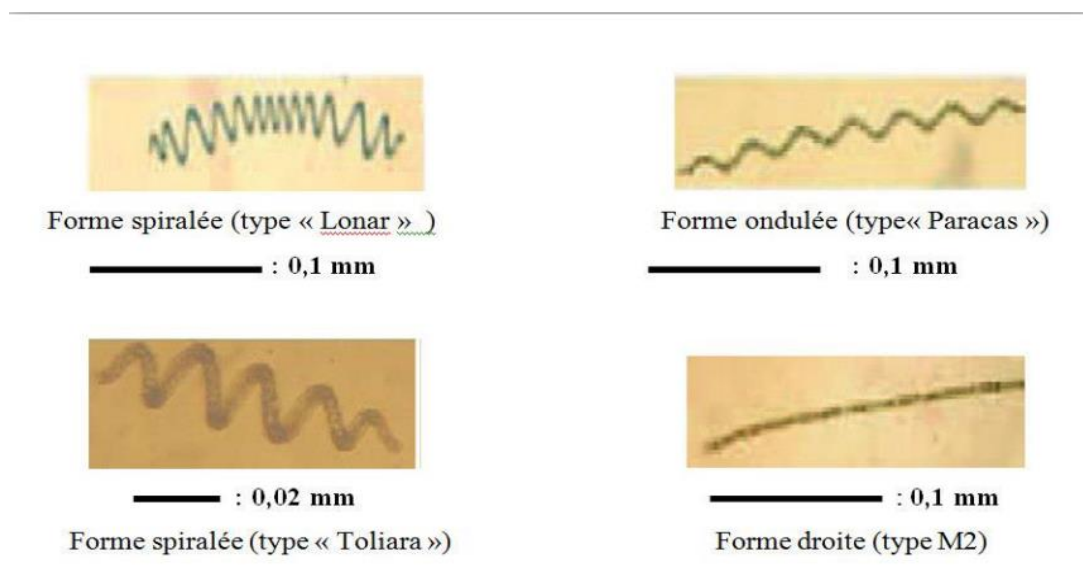 Forme spiralée (type « Lonar » )
Forme ondulée (type« Paracas »)
: 0,1 mm
: 0,1 mm
: 0,02 mm
: 0,1 mm
Forme spiralée (type « Toliara »)
Forme droite (type M2)